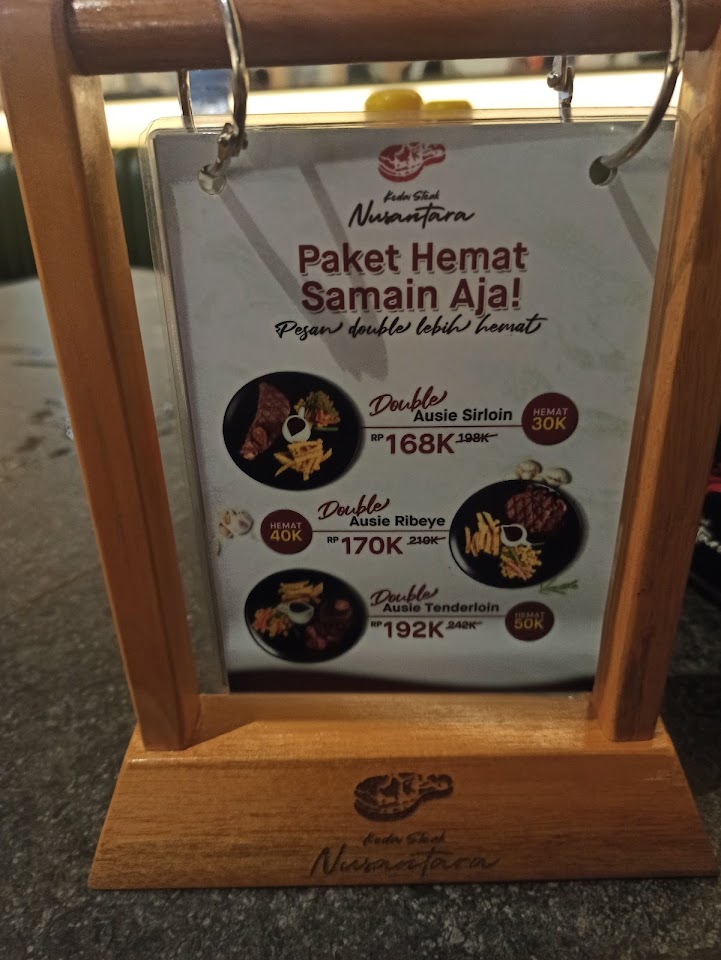 Kedai Steak
Nusantara
Paket Hemat
Samain Aja!
Pesan double lebih hemat
Double
Ausie Sirloin
RP 168K 198K
HEMAT
30K
HEMAT
40K
Double
Ausie Ribeye
RP 170K 210K
Double
Ausie Tenderloin
RP 192K 242K
HEMAT
50K
Kedai Steak
Nusantara